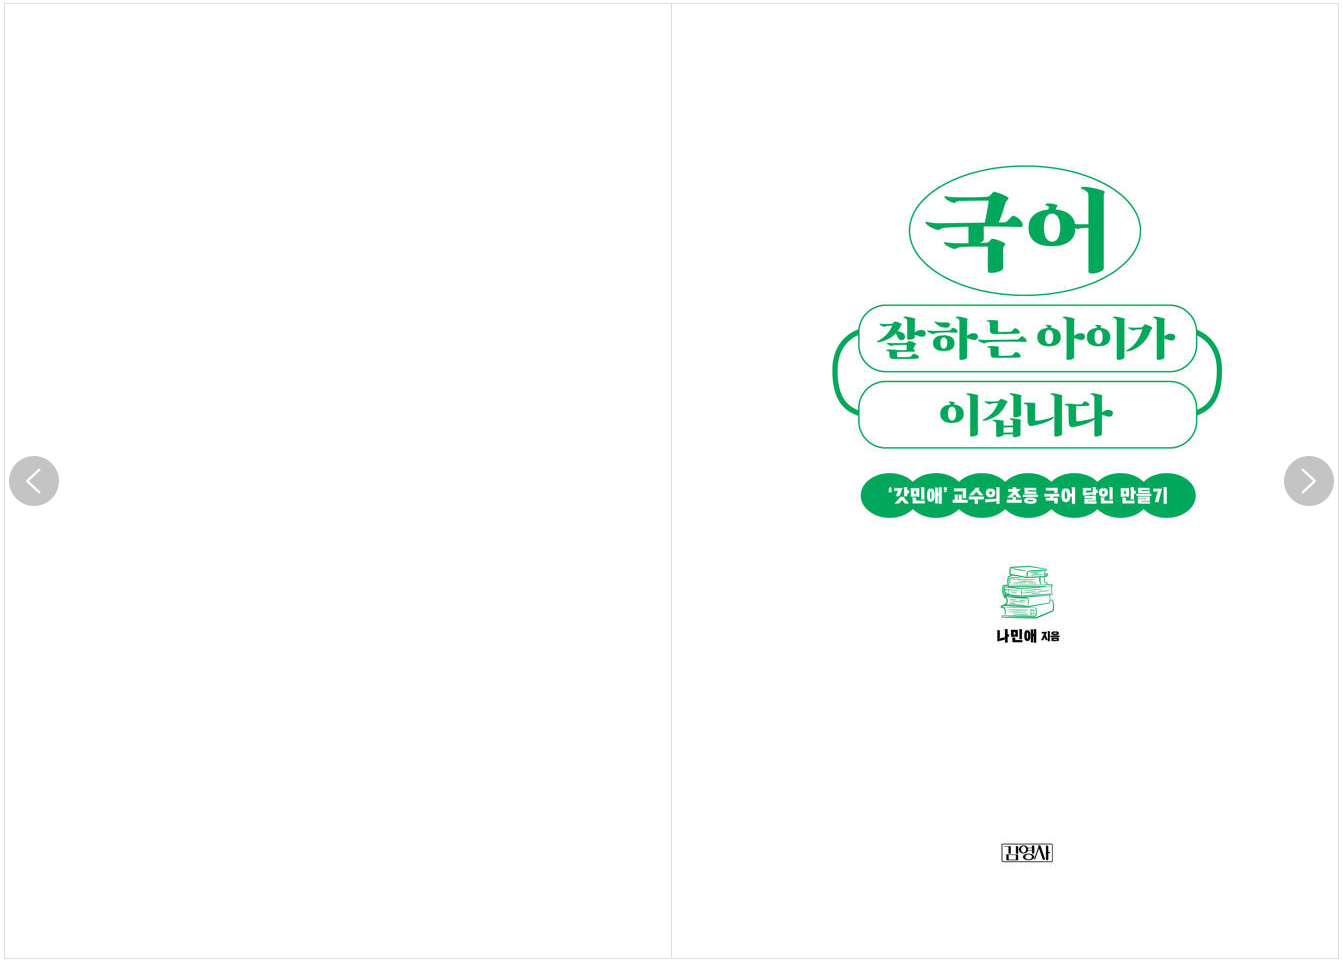 국어
잘하는 아이가
이깁니다
‘갓민애’ 교수의 초등 국어 달인 만들기
나민애 지음
김영사